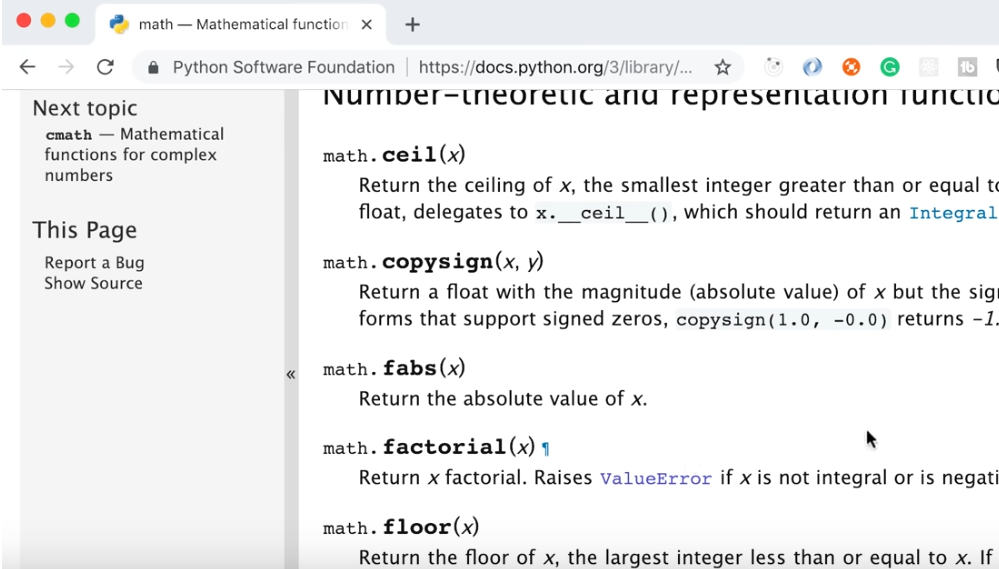 math — Mathematical function
Python Software Foundation
https://docs.python.org/3/library/...
Next topic
cmath — Mathematical
functions for complex
numbers
This Page
Report a Bug
Show Source
«
Number-theoretic and representation functio
math.ceil(x)
Return the ceiling of x, the smallest integer greater than or equal to
float, delegates to x.__ceil__(), which should return an Integral
math.copysign(x, y)
Return a float with the magnitude (absolute value) of x but the sig
forms that support signed zeros, copysign(1.0, -0.0) returns –1.
math.fabs(x)
Return the absolute value of x.
math.factorial(x) ¶
Return x factorial. Raises ValueError if x is not integral or is negati
math.floor(x)
Return the floor of x, the largest integer less than or equal to x. If